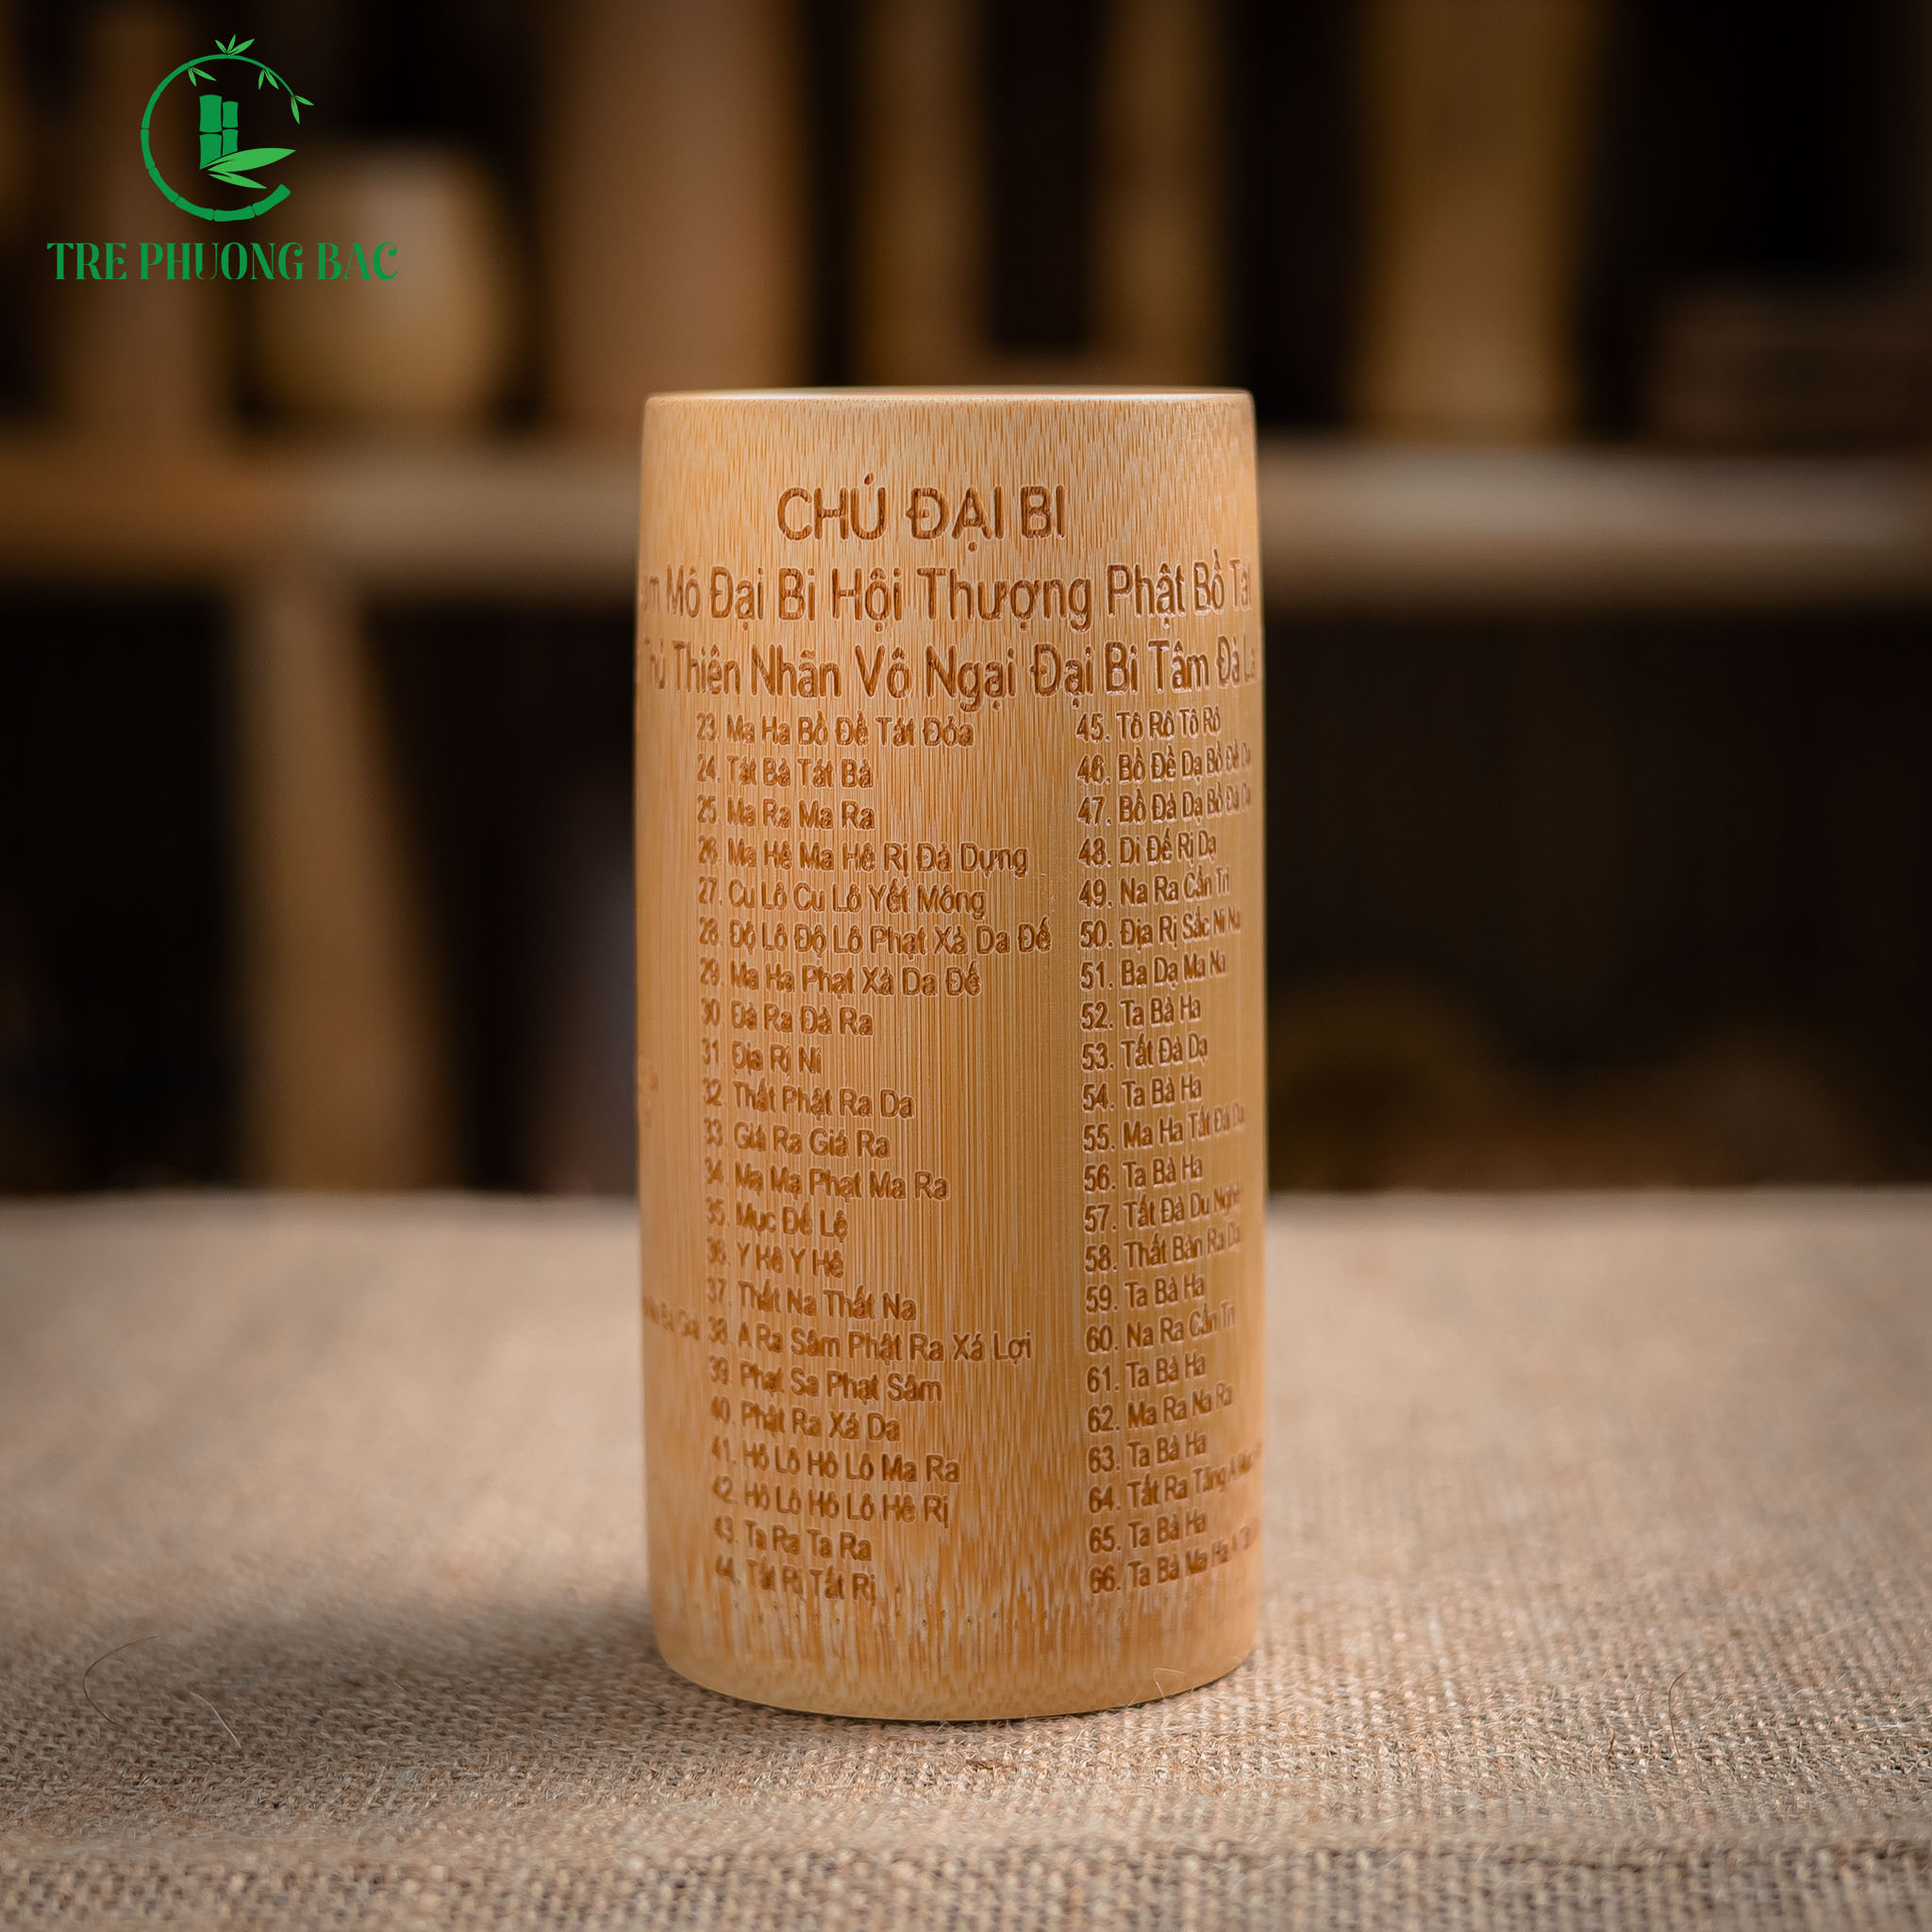 TRE PHUONG BAC
CHÚ ĐẠI BI
Mô Đại Bi Hội Thượng Phật Bồ Tát
Thiên Nhãn Vô Ngại Đại Bi Tâm Đà
23. Ma Ha Bồ Đề Tát Đỏa
24. Tát Bà Tát Bà
25. Ma Ra Ma Ra
26. Ma Hê Ma Hê Rị Đà Dựng
27. Cu Lô Cu Lô Yết Mông
28. Độ Lô Độ Lô Phạt Xà Da Đế
29. Ma Ha Phạt Xà Da Đế
30. Đà Ra Đà Ra
31. Địa Rị Ni
32. Thất Phật Ra Da
33. Giá Ra Giá Ra
34. Mạ Mạ Phạt Ma Ra
35. Mục Đế Lệ
36. Y Hê Y Hê
37. Thất Na Thất Na
38. A Ra Sâm Phật Ra Xá Lợi
39. Phạt Sa Phạt Sâm
40. Phật Ra Xá Da
41. Hô Lô Hô Lô Ma Ra
42. Hô Lô Hô Lô Hê Rị
43. Ta Ra Ta Ra
44. Tất Rị Tất Rị
45. Tô Rô Tô Rô
46. Bồ Đề Dạ Bồ Đề Dạ
47. Bồ Đà Dạ Bồ Đà Dạ
48. Di Đế Rị Dạ
49. Na Ra Cẩn Trì
50. Địa Rị Sắc Ni Na
51. Ba Dạ Ma Na
52. Ta Bà Ha
53. Tất Đà Dạ
54. Ta Bà Ha
55. Ma Ha Tất Đà Dạ
56. Ta Bà Ha
57. Tất Đà Du Nghệ
58. Thất Bàn Ra Dạ
59. Ta Bà Ha
60. Na Ra Cẩn Trì
61. Ta Bà Ha
62. Ma Ra Na Ra
63. Ta Bà Ha
64. Tất Ra Tăng A
65. Ta Bà Ha
66. Ta Bà Ma Ha A